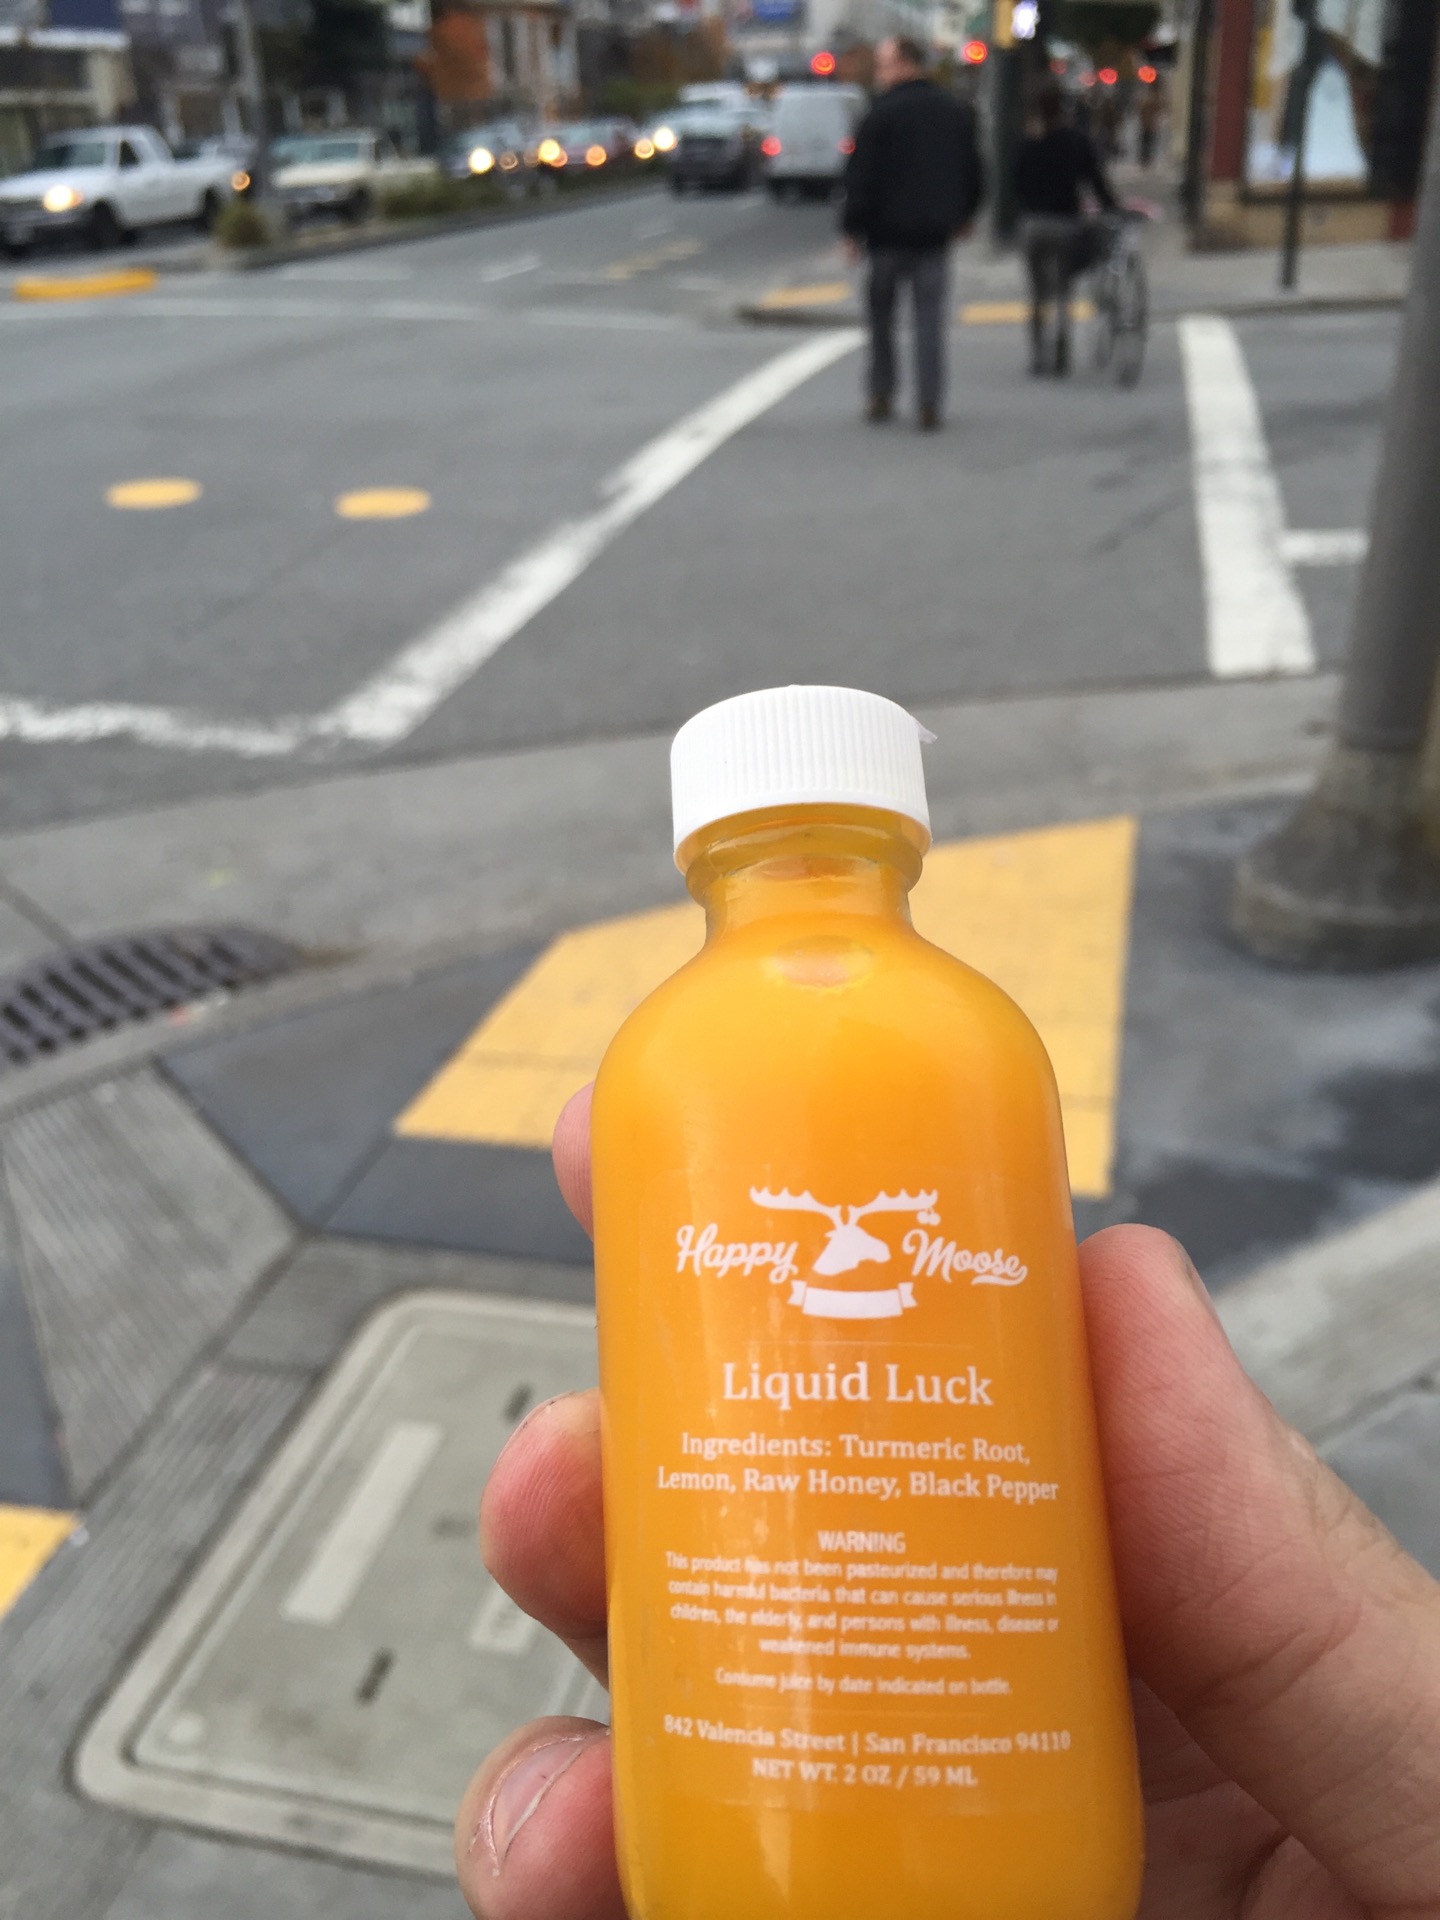 Happy Moose
Liquid Luck
Ingredients: Turmeric Root,
Lemon, Raw Honey, Black Pepper
WARNING
This product has not been pasteurized and therefore may
contain harmful bacteria that can cause serious illness in
children, the elderly, and persons with illness, disease or
weakened immune systems.
Consume juice by date indicated on bottle.
842 Valencia Street | San Francisco 94110
NET WT. 2 OZ / 59 ML